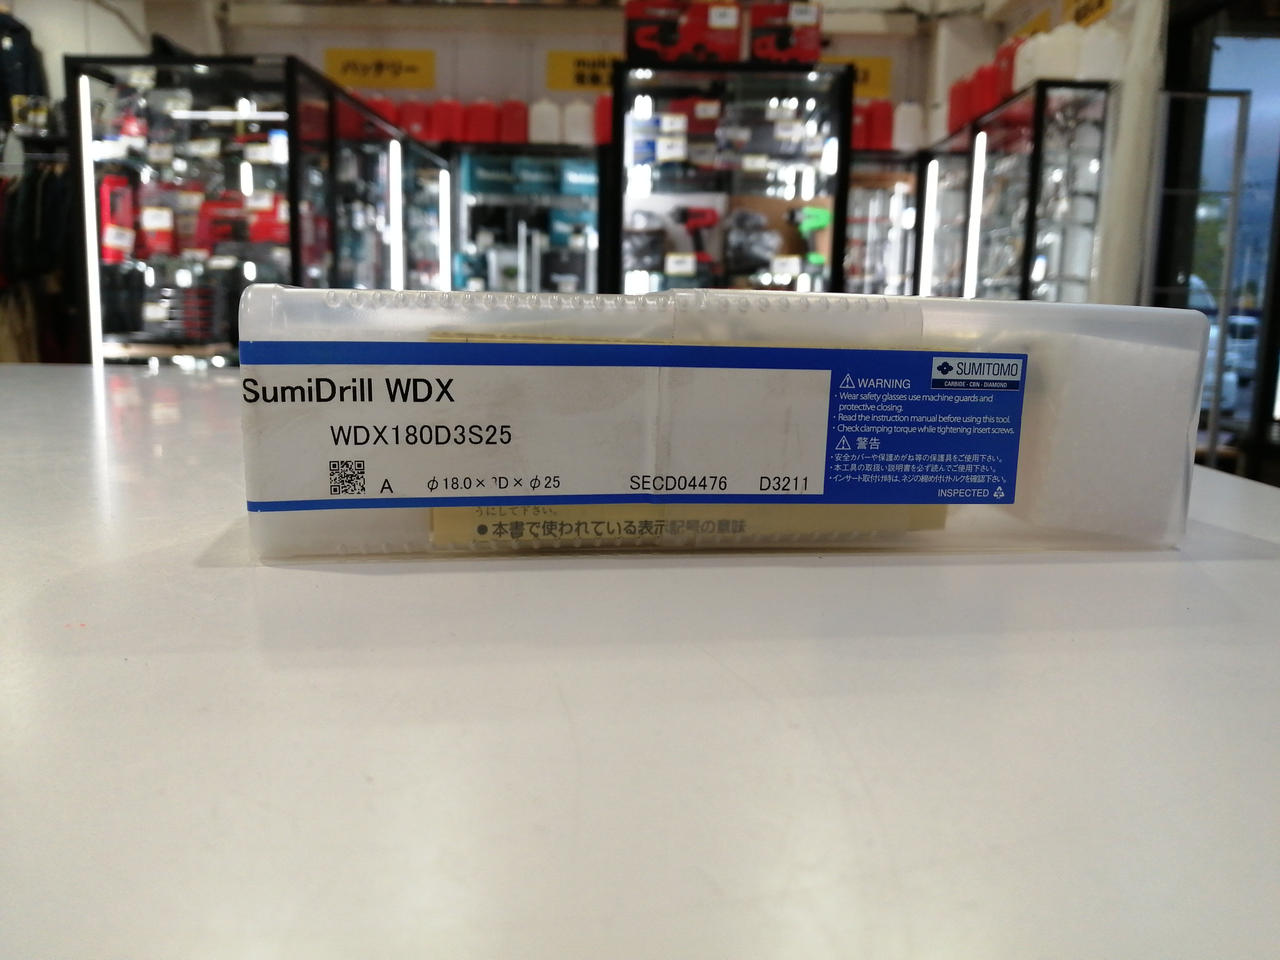 バッテリー
SumiDrill WDX
WDX180D3S25
A φ18.0× D×φ25 SECD04476 D3211
⚠WARNING
・Wear safety glasses use machine guards and
protective closing.
・Read the instruction manual before using this tool.
・Check clamping torque while tightening insert screws.
⚠警告
・安全カバーや保護めがね等の保護具をご使用下さい。
・本工具の取扱い説明書を必ず読んでご使用下さい。
・インサート取付け時は、ネジの締め付けトルクを確認下さい。
INSPECTED
SUMITOMO
CARBIDE・CBN・DIAMOND
うにして下さい。
●本書で使われている表示記号の意味